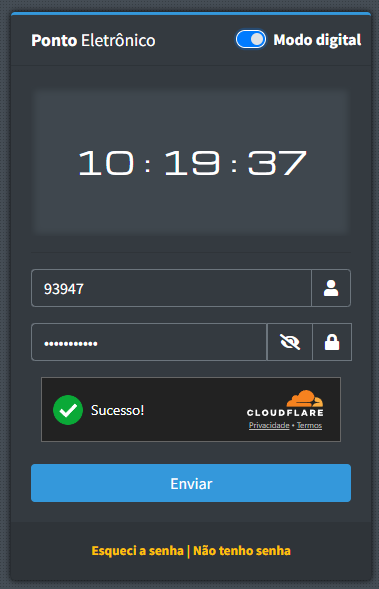 Ponto Eletrônico Modo digital
10 : 19 : 37
93947
•••••••••••
Sucesso!
CLOUDFLARE
Privacidade • Termos
Enviar
Esqueci a senha | Não tenho senha